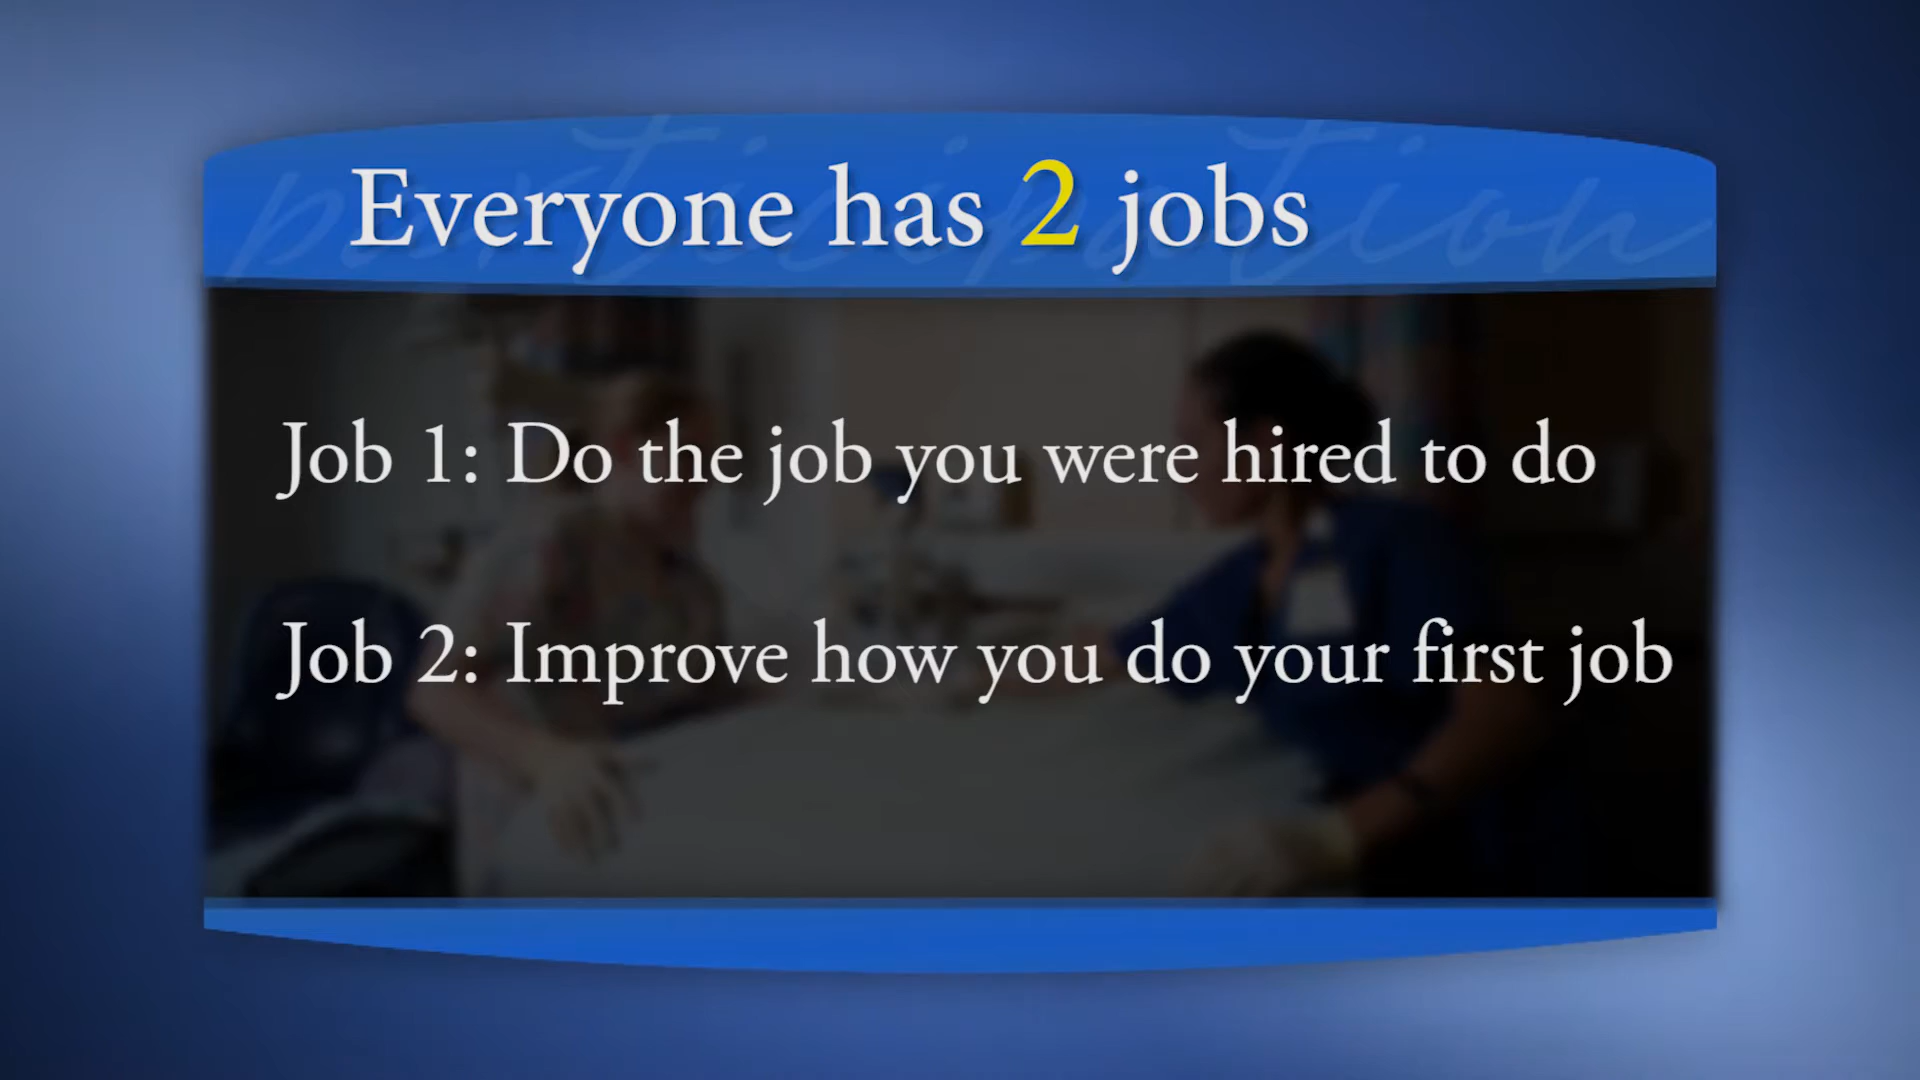 participation
Everyone has 2 jobs
Job 1: Do the job you were hired to do
Job 2: Improve how you do your first job